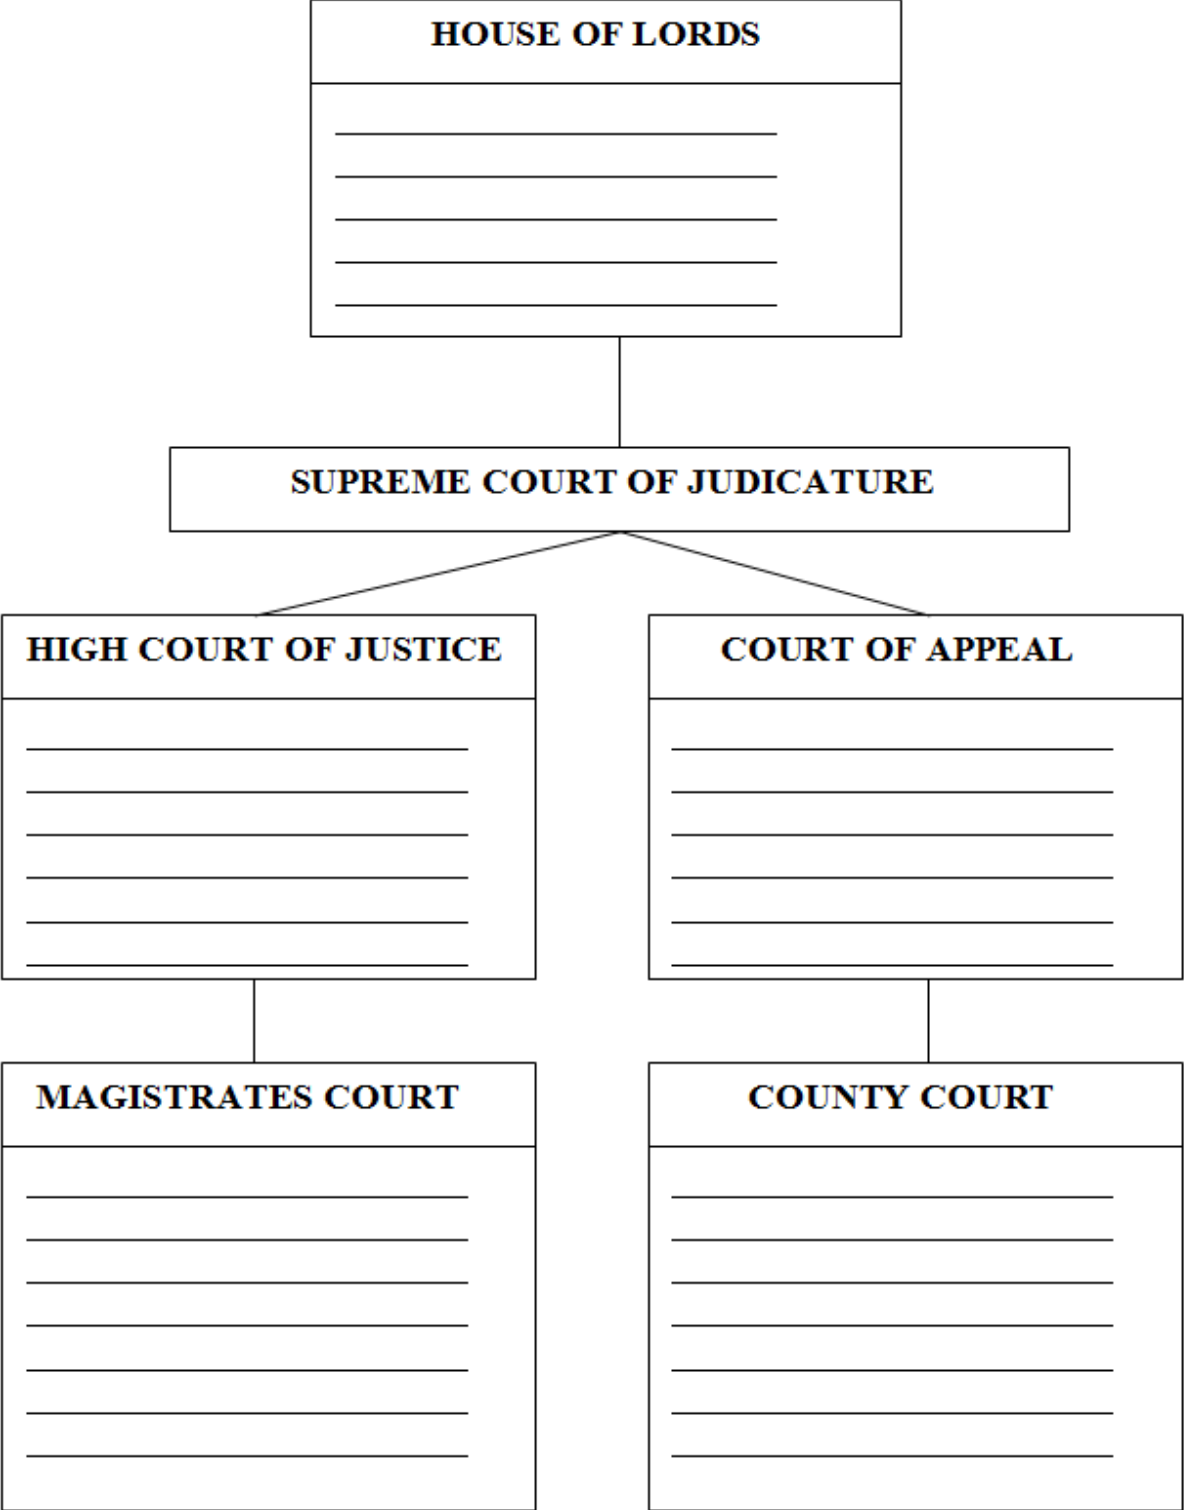 HOUSE OF LORDS
SUPREME COURT OF JUDICATURE
HIGH COURT OF JUSTICE
COURT OF APPEAL
MAGISTRATES COURT
COUNTY COURT